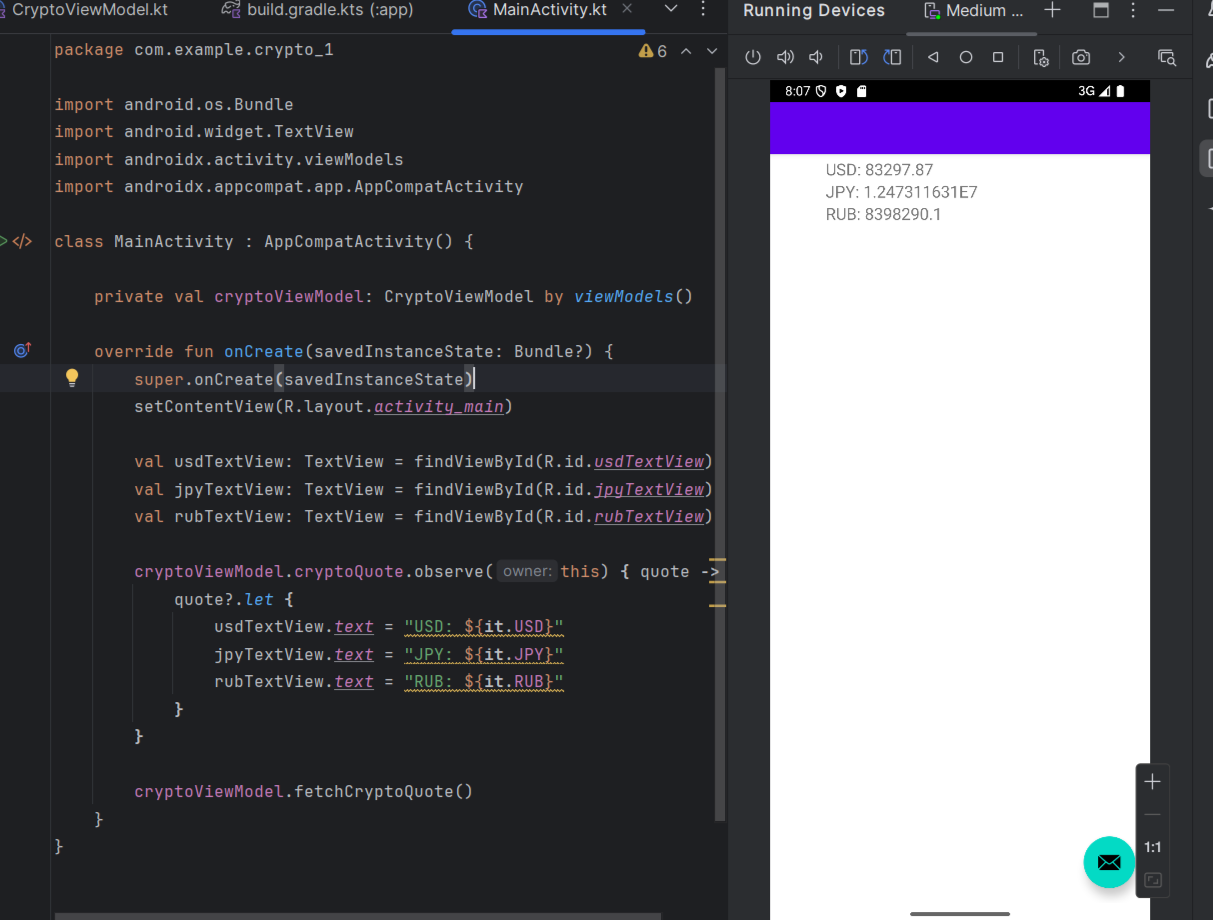 CryptoViewModel.kt
build.gradle.kts (:app)
MainActivity.kt
package com.example.crypto_1
6
import android.os.Bundle
import android.widget.TextView
import androidx.activity.viewModels
import androidx.appcompat.app.AppCompatActivity
class MainActivity : AppCompatActivity() {
private val cryptoViewModel: CryptoViewModel by viewModels()
override fun onCreate(savedInstanceState: Bundle?) {
super.onCreate(savedInstanceState)
setContentView(R.layout.activity_main)
val usdTextView: TextView = findViewById(R.id.usdTextView)
val jpyTextView: TextView = findViewById(R.id.jpyTextView)
val rubTextView: TextView = findViewById(R.id.rubTextView)
cryptoViewModel.cryptoQuote.observe( owner: this) { quote ->
quote?.let {
usdTextView.text = "USD: ${it.USD}"
jpyTextView.text = "JPY: ${it.JPY}"
rubTextView.text = "RUB: ${it.RUB}"
}
}
cryptoViewModel.fetchCryptoQuote()
}
}
Running Devices
Medium ...
8:07
3G
USD: 83297.87
JPY: 1.247311631E7
RUB: 8398290.1
1:1